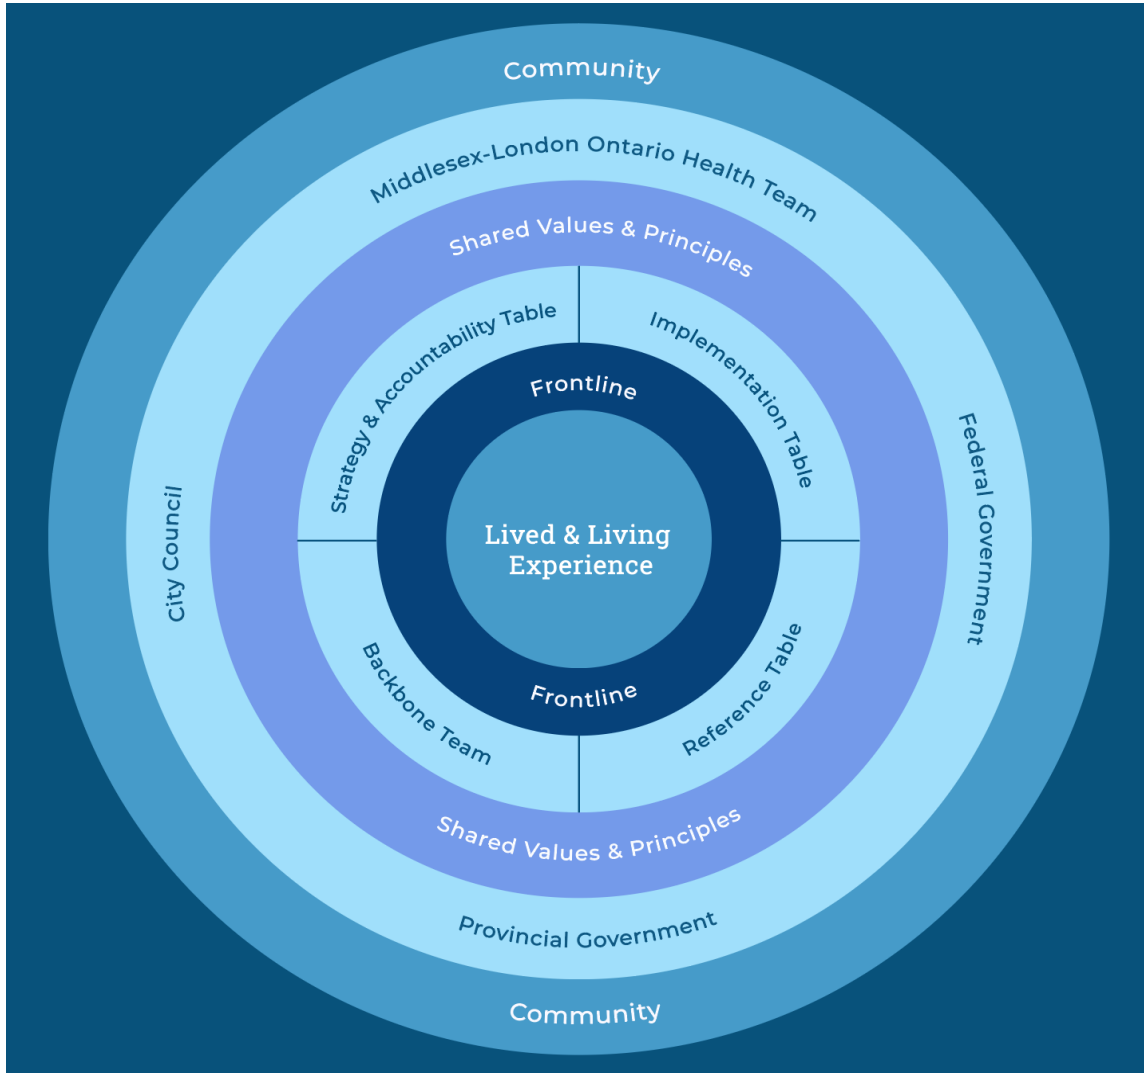 Community
Middlesex-London Ontario Health Team
Shared Values & Principles
Strategy & Accountability Table
Implementation Table
Frontline
City Council
Federal Government
Lived & Living
Experience
Frontline
Backbone Team
Reference Table
Shared Values & Principles
Provincial Government
Community